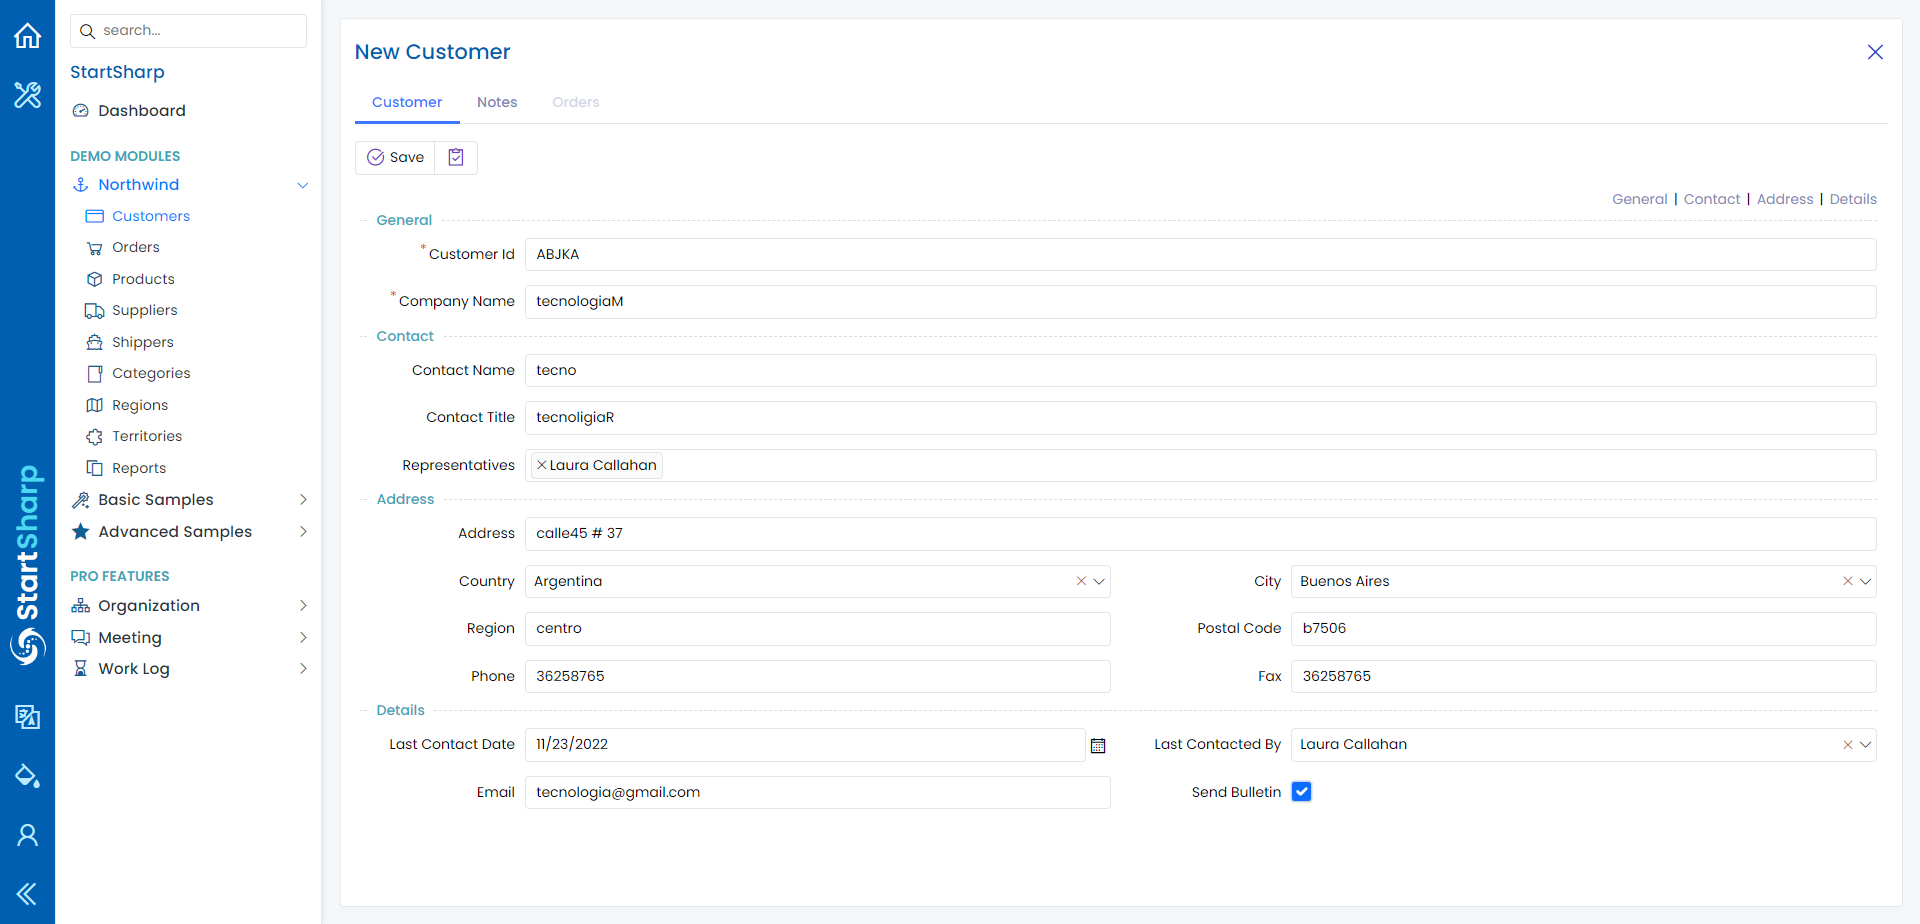 search...
StartSharp
Dashboard
DEMO MODULES
Northwind
Customers
Orders
Products
Suppliers
Shippers
Categories
Regions
Territories
Reports
Basic Samples
Advanced Samples
PRO FEATURES
Organization
Meeting
Work Log
StartSharp
New Customer
Customer Notes Orders
Save
General | Contact | Address | Details
General
* Customer Id ABJKA
* Company Name tecnologiaM
Contact
Contact Name tecno
Contact Title tecnoligiaR
Representatives Laura Callahan
Address
Address calle45 # 37
Country Argentina City Buenos Aires
Region centro Postal Code b7506
Phone 36258765 Fax 36258765
Details
Last Contact Date 11/23/2022 Last Contacted By Laura Callahan
Email tecnologia@gmail.com Send Bulletin